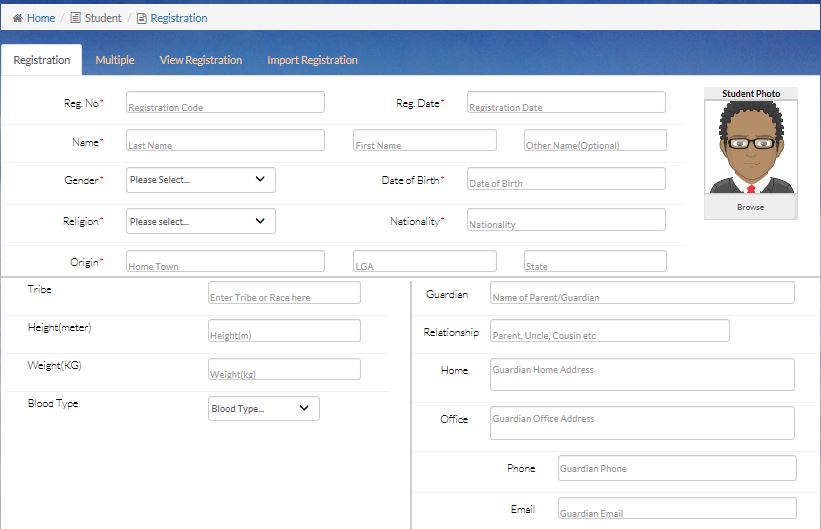 Home / Student / Registration
Registration Multiple View Registration Import Registration
Reg. No* Registration Code Reg. Date* Registration Date
Student Photo
Name* Last Name First Name Other Name(Optional)
Gender* Please Select... Date of Birth* Date of Birth
Browse
Religion* Please select... Nationality* Nationality
Origin* Home Town LGA State
Tribe Enter Tribe or Race here
Height(meter) Height(m)
Weight(KG) Weight(kg)
Blood Type Blood Type...
Guardian Name of Parent/Guardian
Relationship Parent, Uncle, Cousin etc
Home Guardian Home Address
Office Guardian Office Address
Phone Guardian Phone
Email Guardian Email